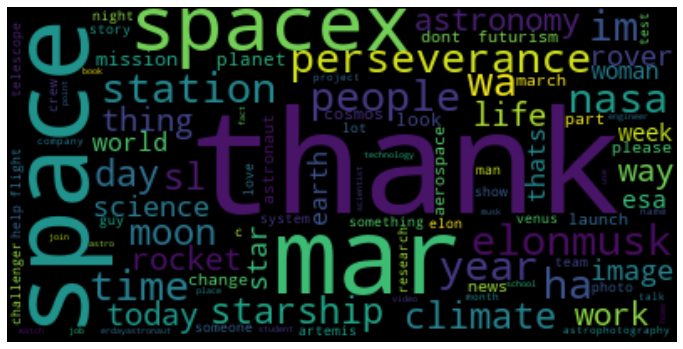 night
spacex
astronomy
im
test
story
dont
futurism
telescope
mission
planet
perseverance
rover
book
crew
point
station
project
people
wa
march
woman
nasa
space
thing
cosmos
look
life
part
company
world
lot
fact
engineer
week
please
thank
technology
man
thats
way
day
sl
astronaut
love
earth
scientist
aerospace
show
esa
help
flight
science
guy
system
something
elon
musk
venus
launch
name
use
moon
star
mar
c
research
elonmusk
challenger
join
astro
rocket
year
team
image
time
change
place
news
school
ha
photo
talk
video
month
today
someone
student
starship
artemis
climate
work
watch
job
erdayastronaut
astrophotography